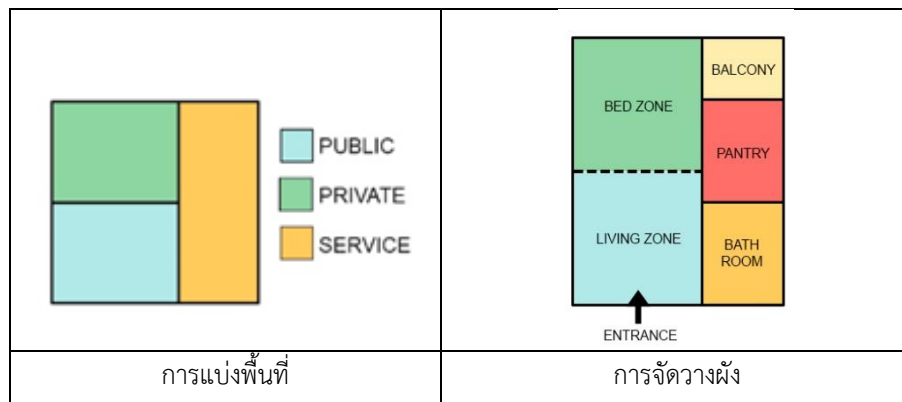 PUBLIC
PRIVATE
SERVICE
BALCONY
BED ZONE
PANTRY
LIVING ZONE
BATH
ROOM
ENTRANCE
การแบ่งพื้นที่
การจัดวางผัง